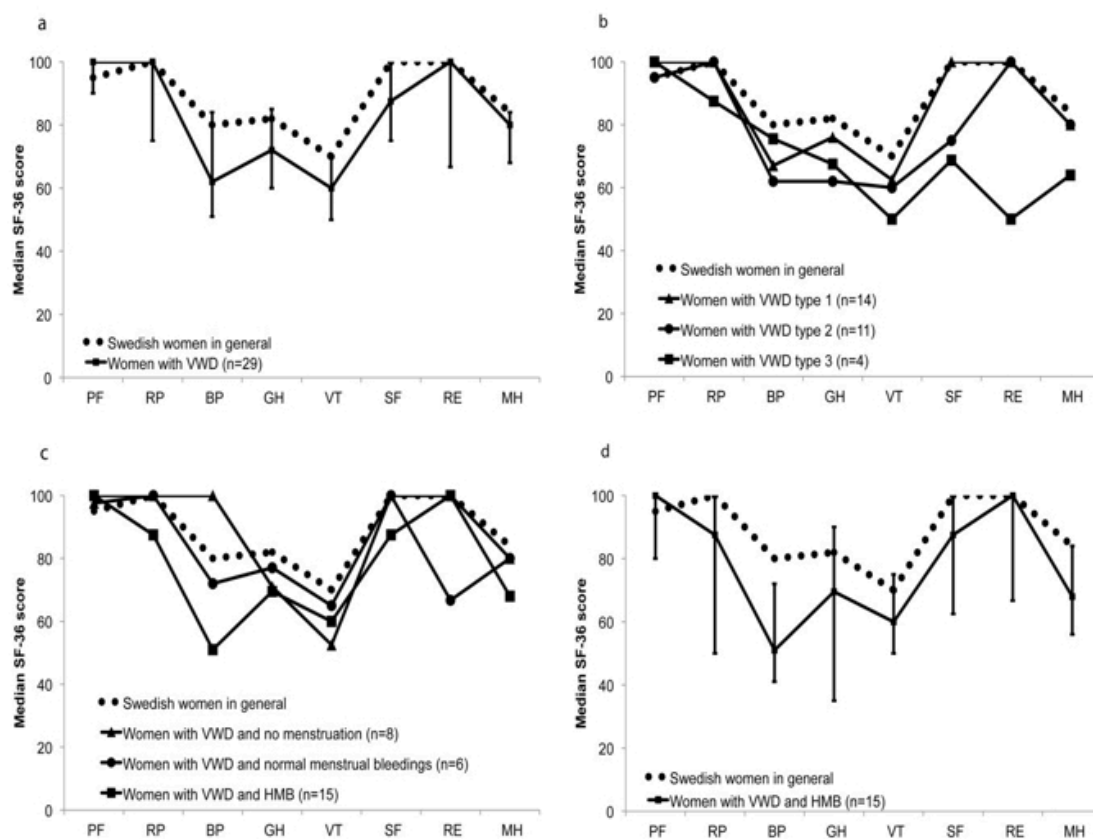 a
Median SF-36 score
100
80
60
40
20
0
Swedish women in general
Women with VWD (n=29)
PF RP BP GH VT SF RE MH
b
Median SF-36 score
100
80
60
40
20
0
Swedish women in general
Women with VWD type 1 (n=14)
Women with VWD type 2 (n=11)
Women with VWD type 3 (n=4)
PF RP BP GH VT SF RE MH
c
Median SF-36 score
100
80
60
40
20
0
Swedish women in general
Women with VWD and no menstruation (n=8)
Women with VWD and normal menstrual bleedings (n=6)
Women with VWD and HMB (n=15)
PF RP BP GH VT SF RE MH
d
Median SF-36 score
100
80
60
40
20
0
Swedish women in general
Women with VWD and HMB (n=15)
PF RP BP GH VT SF RE MH